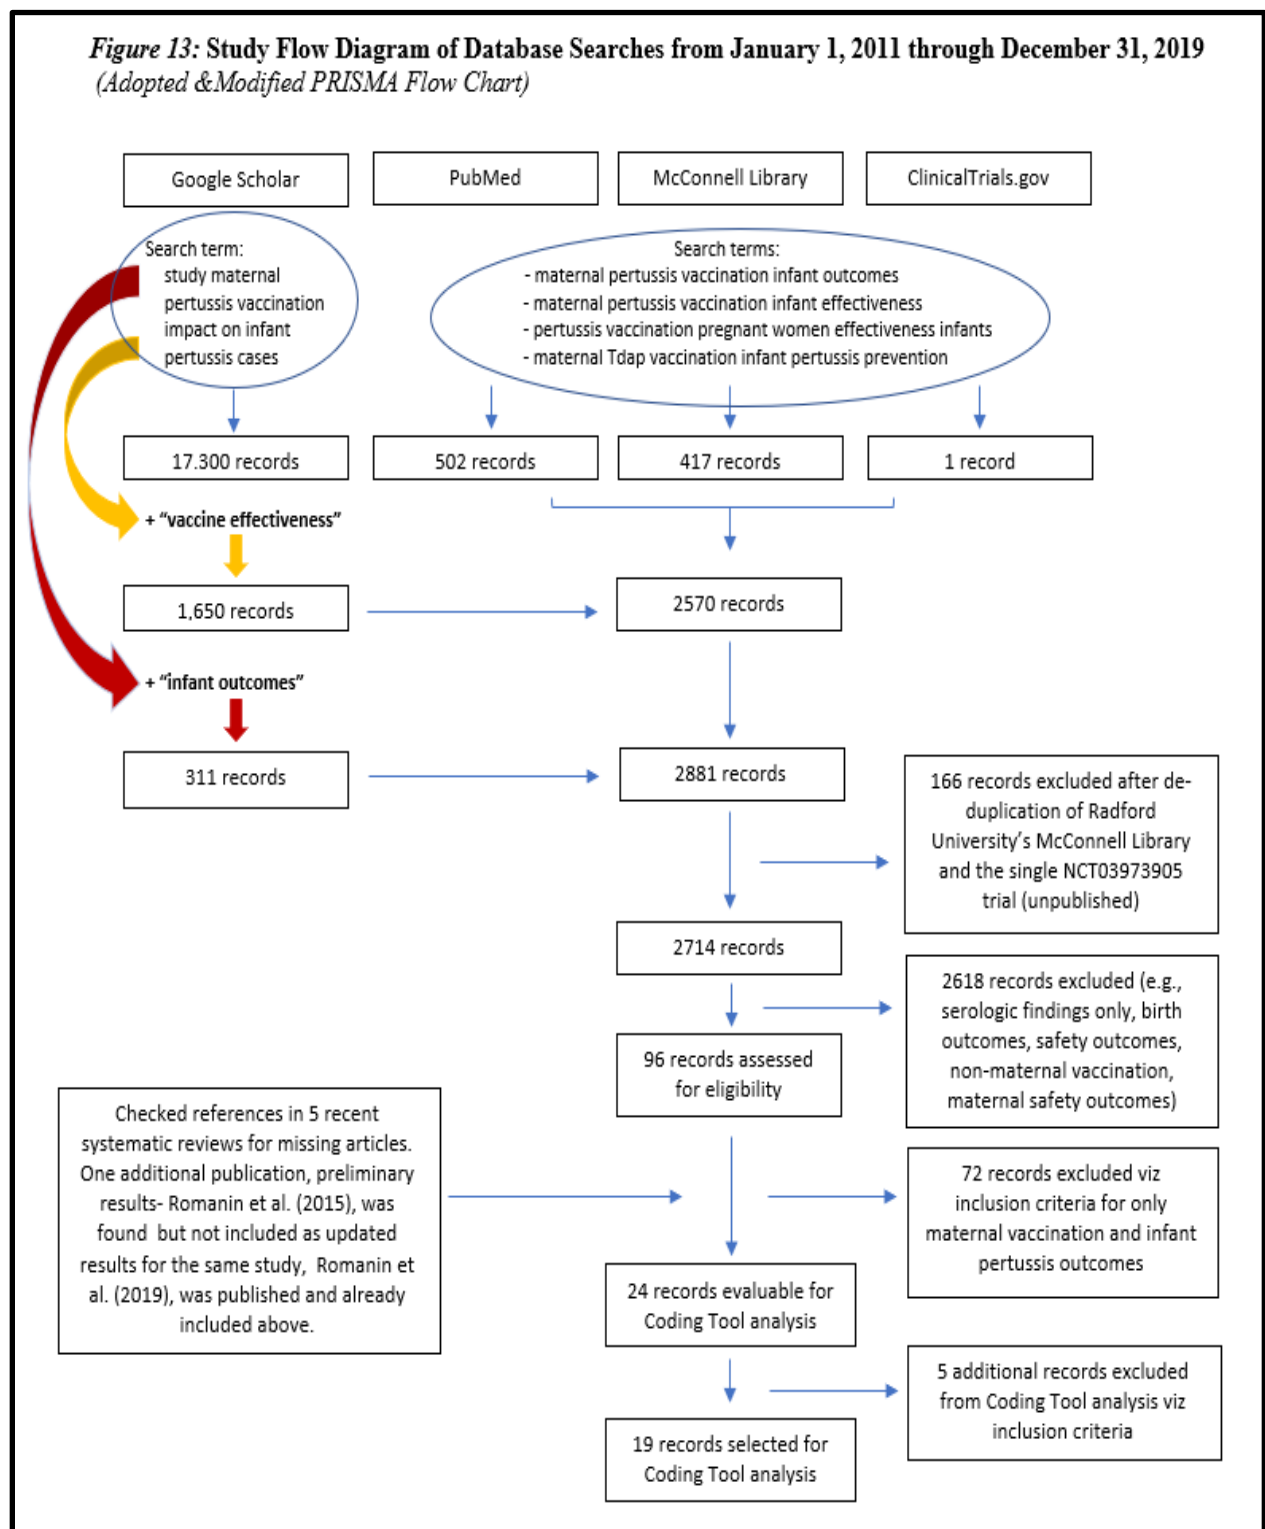 Figure 13: Study Flow Diagram of Database Searches from January 1, 2011 through December 31, 2019
(Adopted &Modified PRISMA Flow Chart)
Google Scholar
PubMed
McConnell Library
ClinicalTrials.gov
Search term:
study maternal
pertussis vaccination
impact on infant
pertussis cases
Search terms:
- maternal pertussis vaccination infant outcomes
- maternal pertussis vaccination infant effectiveness
- pertussis vaccination pregnant women effectiveness infants
- maternal Tdap vaccination infant pertussis prevention
17.300 records
502 records
417 records
1 record
+ “vaccine effectiveness”
1,650 records
2570 records
+ “infant outcomes”
311 records
2881 records
166 records excluded after de-
duplication of Radford
University’s McConnell Library
and the single NCT03973905
trial (unpublished)
2714 records
2618 records excluded (e.g.,
serologic findings only, birth
outcomes, safety outcomes,
non-maternal vaccination,
maternal safety outcomes)
96 records assessed
for eligibility
Checked references in 5 recent
systematic reviews for missing articles.
One additional publication, preliminary
results- Romanin et al. (2015), was
found but not included as updated
results for the same study, Romanin et
al. (2019), was published and already
included above.
72 records excluded viz
inclusion criteria for only
maternal vaccination and infant
pertussis outcomes
24 records evaluable for
Coding Tool analysis
5 additional records excluded
from Coding Tool analysis viz
inclusion criteria
19 records selected for
Coding Tool analysis